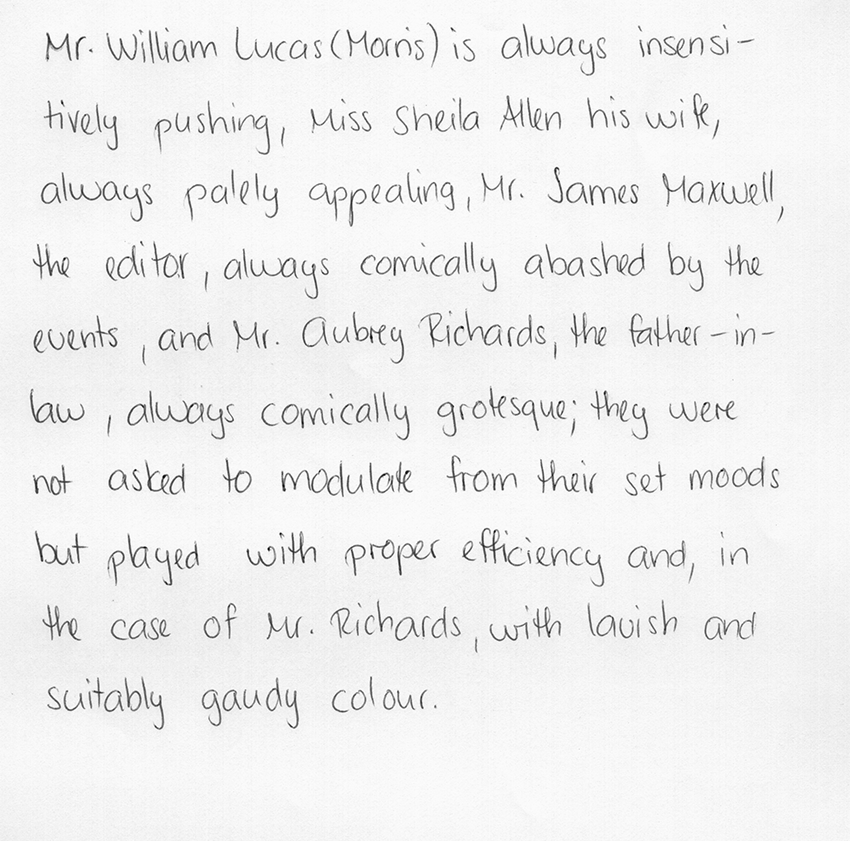 Mr. William Lucas (Morris) is always insensi-
tively pushing, Miss Sheila Allen his wife,
always palely appealing, Mr. James Maxwell,
the editor, always comically abashed by the
events, and Mr. Aubrey Richards, the father-in-
law, always comically grotesque; they were
not asked to modulate from their set moods
but played with proper efficiency and, in
the case of Mr. Richards, with lavish and
suitably gaudy colour.